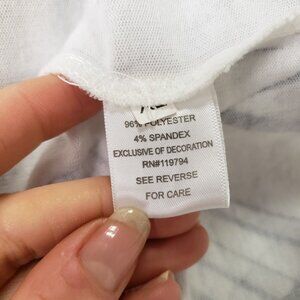 96% POLYESTER
4% SPANDEX
EXCLUSIVE OF DECORATION
RN#119794
SEE REVERSE
FOR CARE